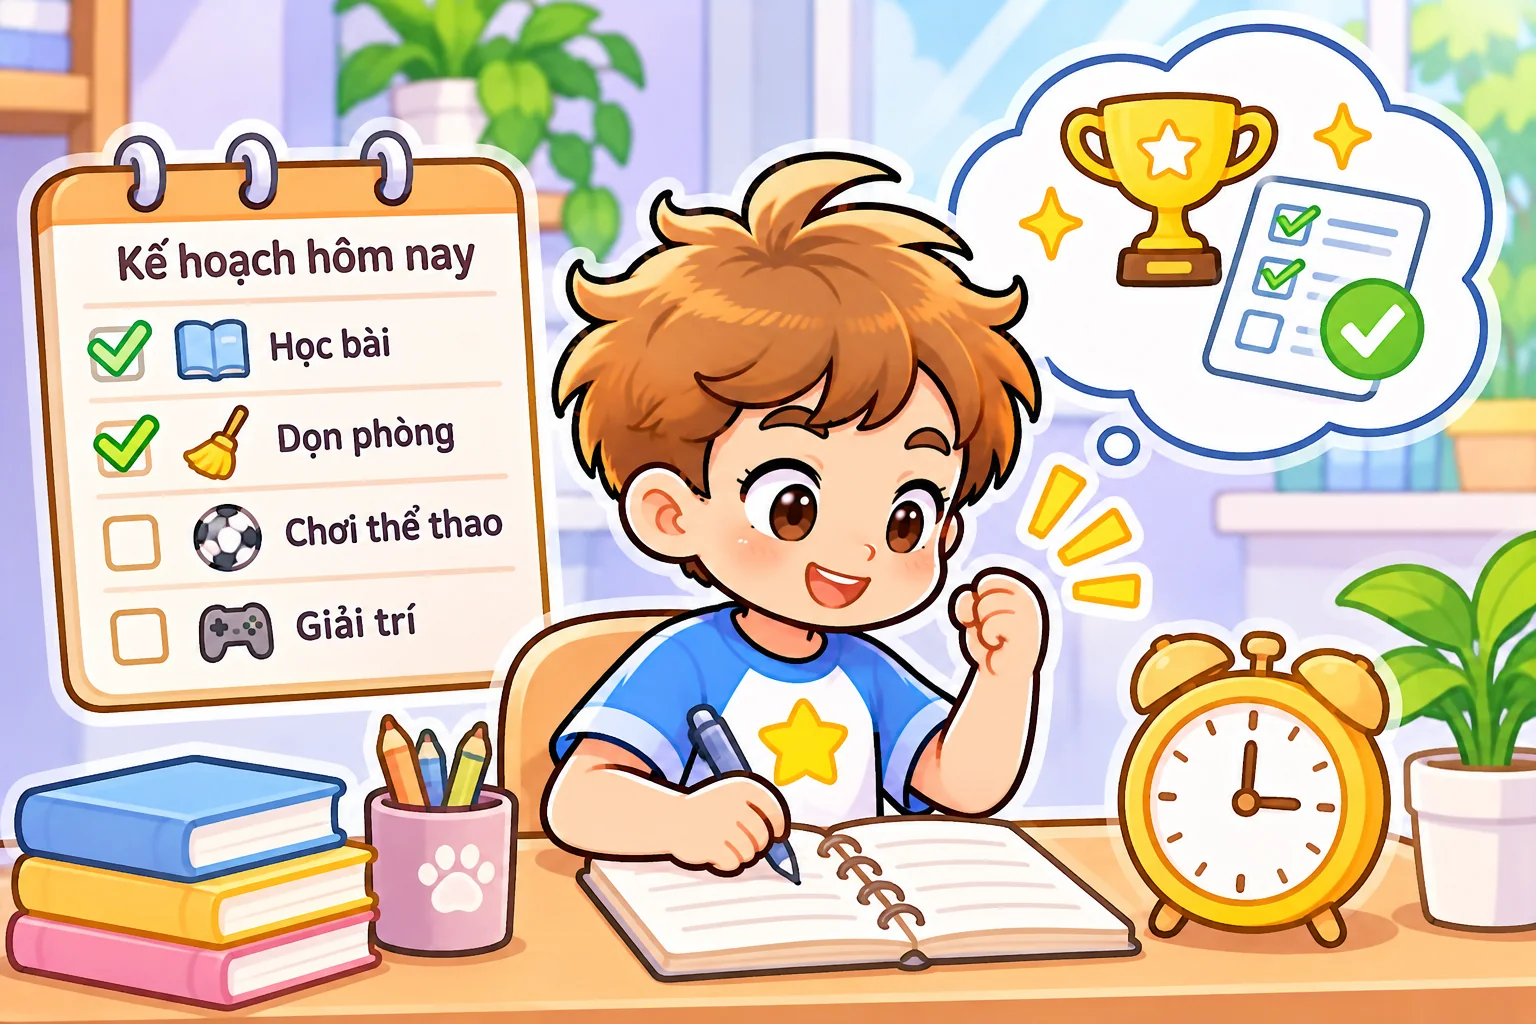 Kế hoạch hôm nay
Học bài
Dọn phòng
Chơi thể thao
Giải trí